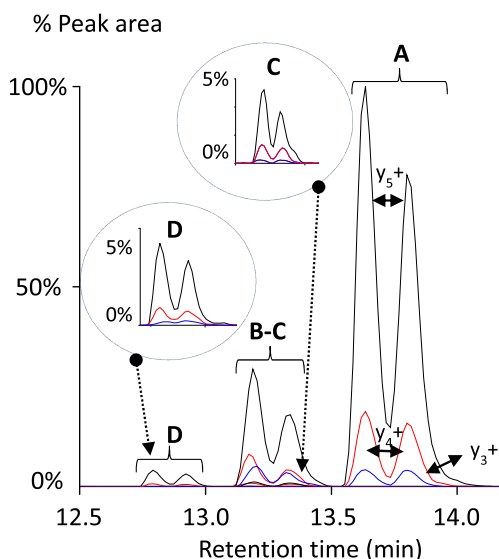 % Peak area
A
C
5%
0%
100%
y5+
D
5%
0%
50%
B-C
D
y4+
y3+
0%
12.5 13.0 13.5 14.0
Retention time (min)